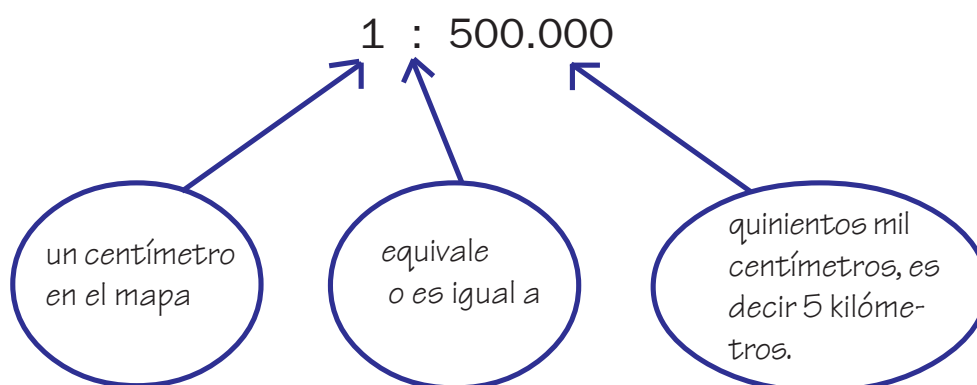 1 : 500.000
un centímetro
en el mapa
equivale
o es igual a
quinientos mil
centímetros, es
decir 5 kilóme-
tros.